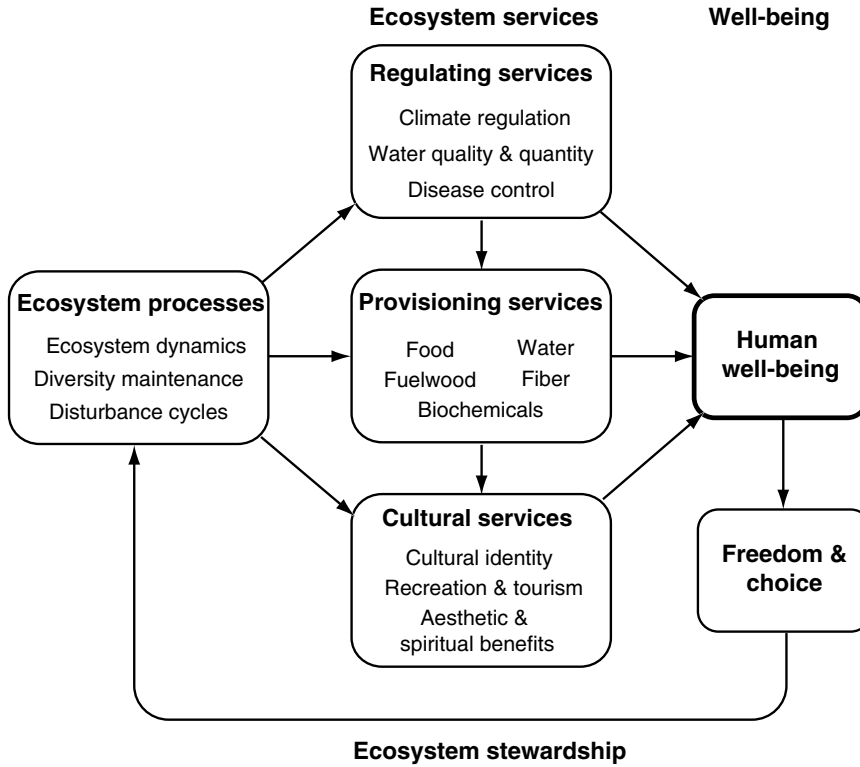 Ecosystem services
Well-being
Regulating services
Climate regulation
Water quality & quantity
Disease control
Ecosystem processes
Ecosystem dynamics
Diversity maintenance
Disturbance cycles
Provisioning services
Food Water
Fuelwood Fiber
Biochemicals
Human
well-being
Cultural services
Cultural identity
Recreation & tourism
Aesthetic &
spiritual benefits
Freedom &
choice
Ecosystem stewardship